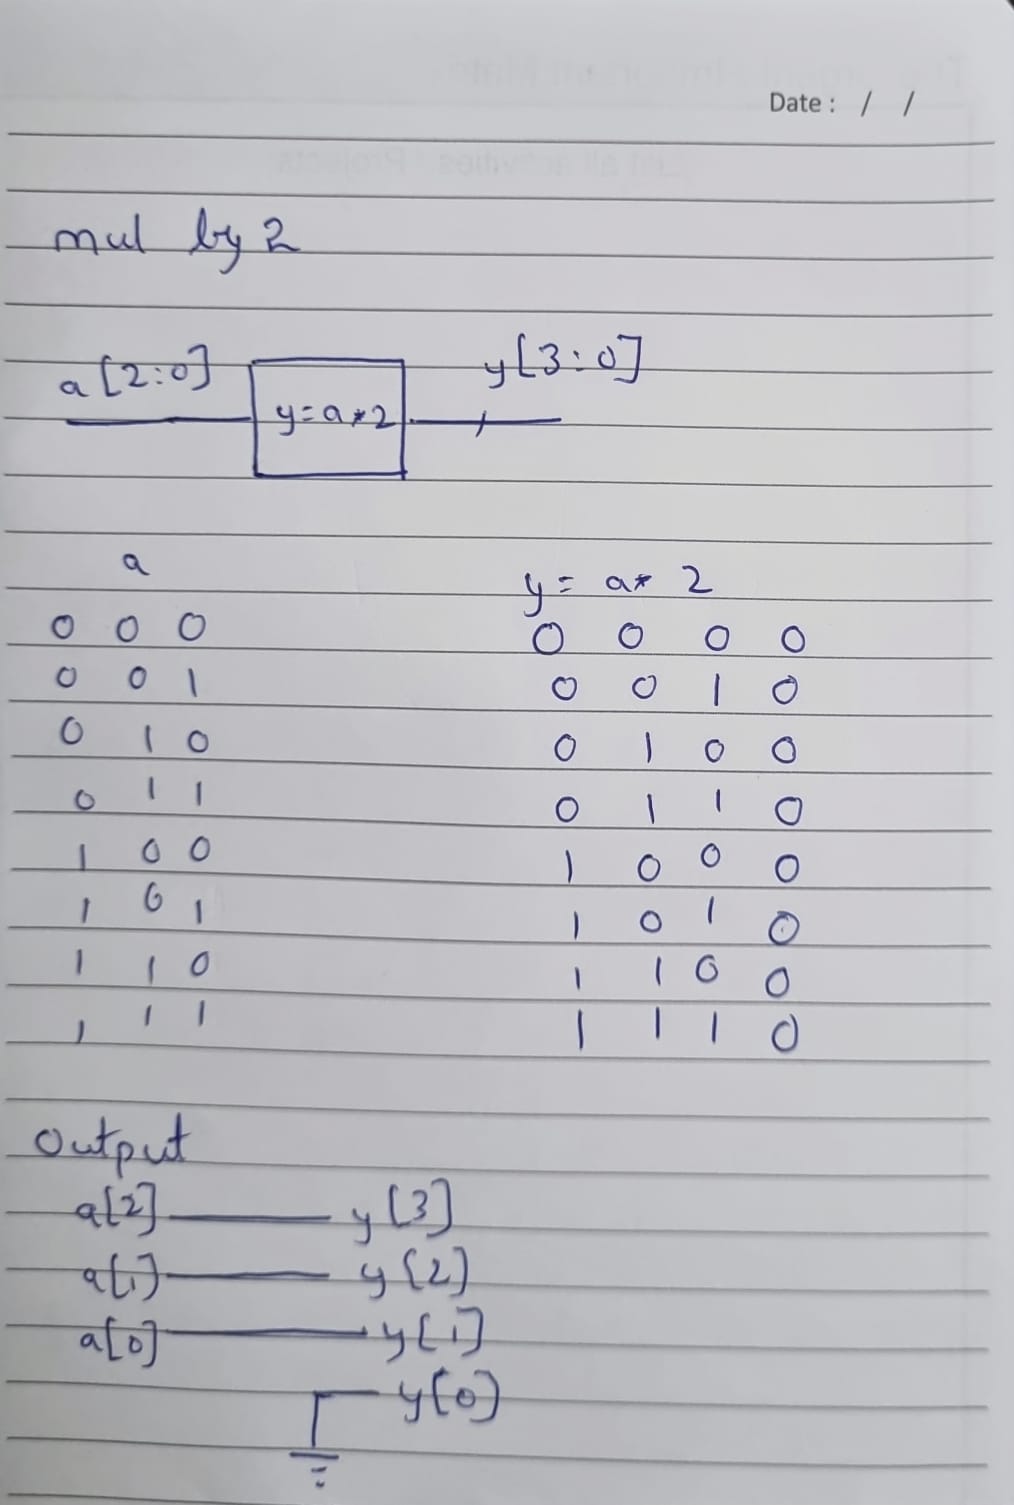 Date : / /
mul by 2
a [2:0] y[3:0]
y=a*2
a y = a* 2
0 0 0 0 0 0 0
0 0 1 0 0 1 0
0 1 0 0 1 0 0
0 1 1 0 1 1 0
1 0 0 1 0 0 0
1 0 1 1 0 1 0
1 1 0 1 1 0 0
1 1 1 1 1 1 0
output
a[2] y[3]
a[1] y[2]
a[0] y[1]
y[0]